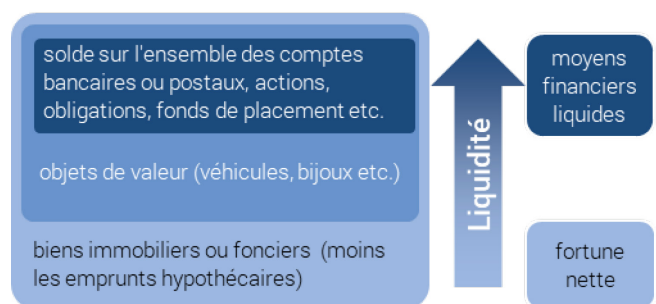 solde sur l'ensemble des comptes
bancaires ou postaux, actions,
obligations, fonds de placement etc.
objets de valeur (véhicules, bijoux etc.)
biens immobiliers ou fonciers (moins
les emprunts hypothécaires)
Liquidité
moyens
financiers
liquides
fortune
nette